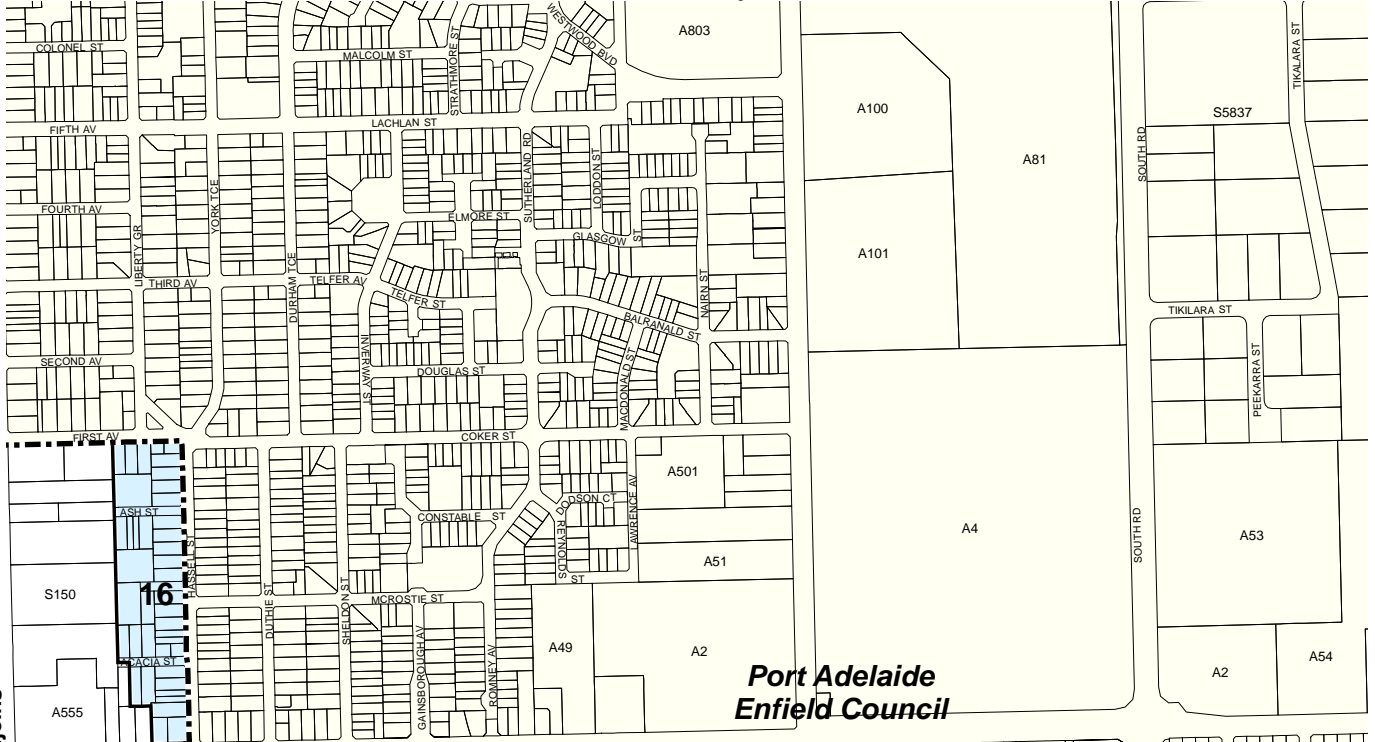 A803
WESTWOOD BVD
STRATHMORE ST
TIKALARA ST
COLONEL ST
MALCOLM ST
A100
S5837
LACHLAN ST
FIFTH AV
SUTHERLAND RD
SOUTH RD
A81
LODDON ST
YORK TCE
FOURTH AV
ELMORE ST
GLASGOW ST
LIBERTY GR
A101
DURHAM TCE
THIRD AV
TELFER AV
TELFER ST
NAIRN ST
TIKILARA ST
BALRANALD ST
INVERWAY ST
SECOND AV
DOUGLAS ST
MACDONALD ST
PEEKARRA ST
FIRST AV
COKER ST
A501
DODSON CT
LAWRENCE AV
ASH ST
CONSTABLE ST
A4
SOUTH RD
A53
REYNOLDS ST
HASSELL ST
A51
S150
16
DUTHIE ST
SHELDON ST
MCROSTIE ST
GAINSBOROUGH AV
ROMNEY AV
A49
A2
ACACIA ST
A2
A54
Port Adelaide
Enfield Council
A555